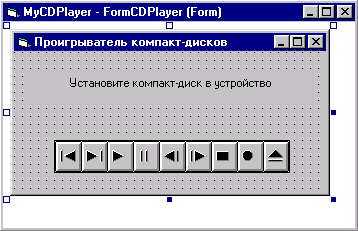 MyCDPlayer - FormCDPlayer (Form)
Проигрыватель компакт-дисков
Установите компакт-диск в устройство